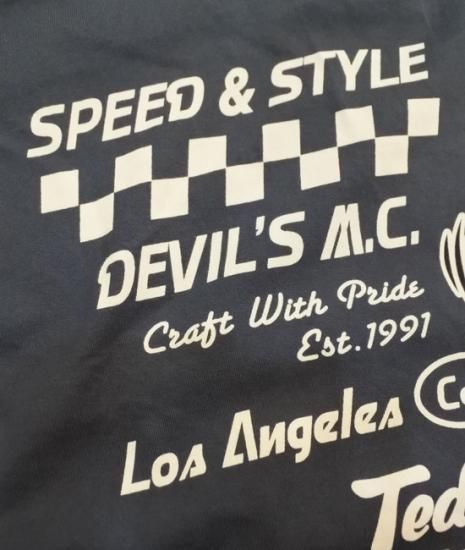 SPEED & STYLE
DEVIL'S M.C.
Craft With Pride
Est.1991
Los Angeles